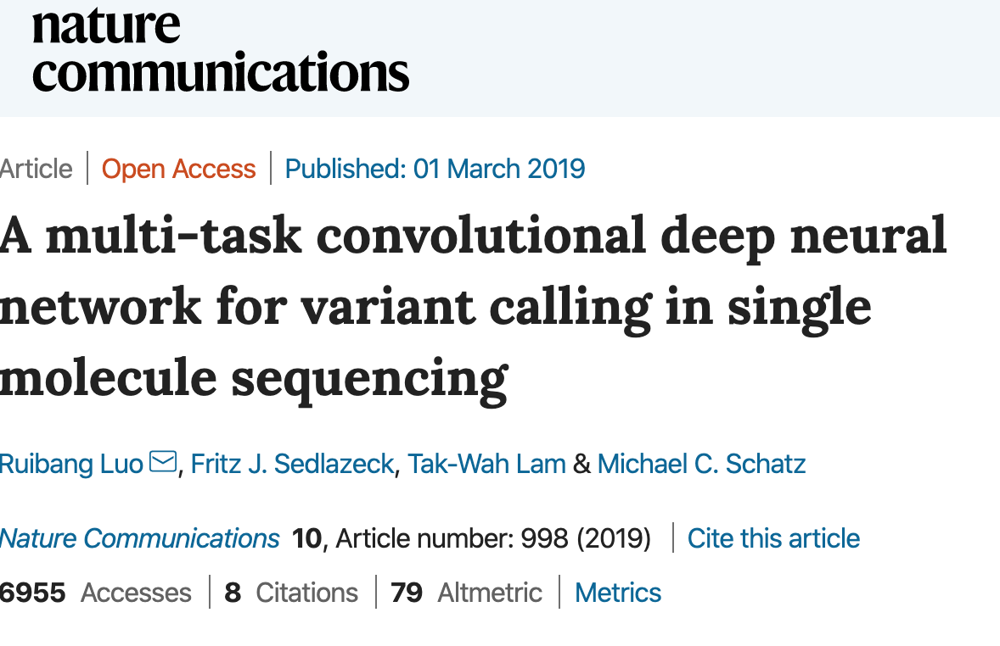 nature
communications
Article | Open Access | Published: 01 March 2019
A multi-task convolutional deep neural
network for variant calling in single
molecule sequencing
Ruibang Luo, Fritz J. Sedlazeck, Tak-Wah Lam & Michael C. Schatz
Nature Communications 10, Article number: 998 (2019) | Cite this article
6955 Accesses | 8 Citations | 79 Altmetric | Metrics